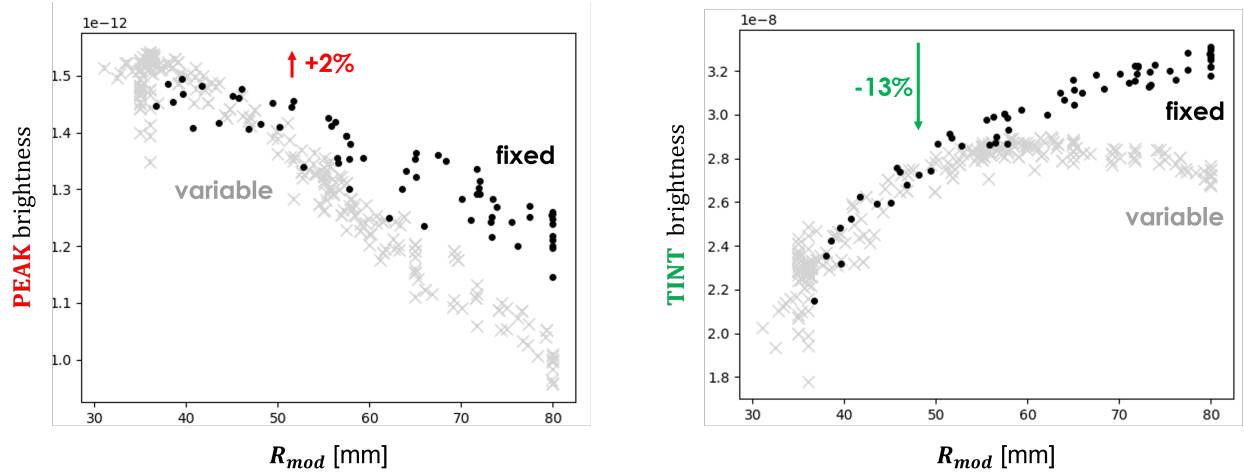 1e−12
1.5
1.4
1.3
1.2
1.1
1.0
30 40 50 60 70 80
PEAK brightness
R_mod [mm]
+2%
fixed
variable
1e−8
3.2
3.0
2.8
2.6
2.4
2.2
2.0
1.8
30 40 50 60 70 80
TINT brightness
R_mod [mm]
-13%
fixed
variable